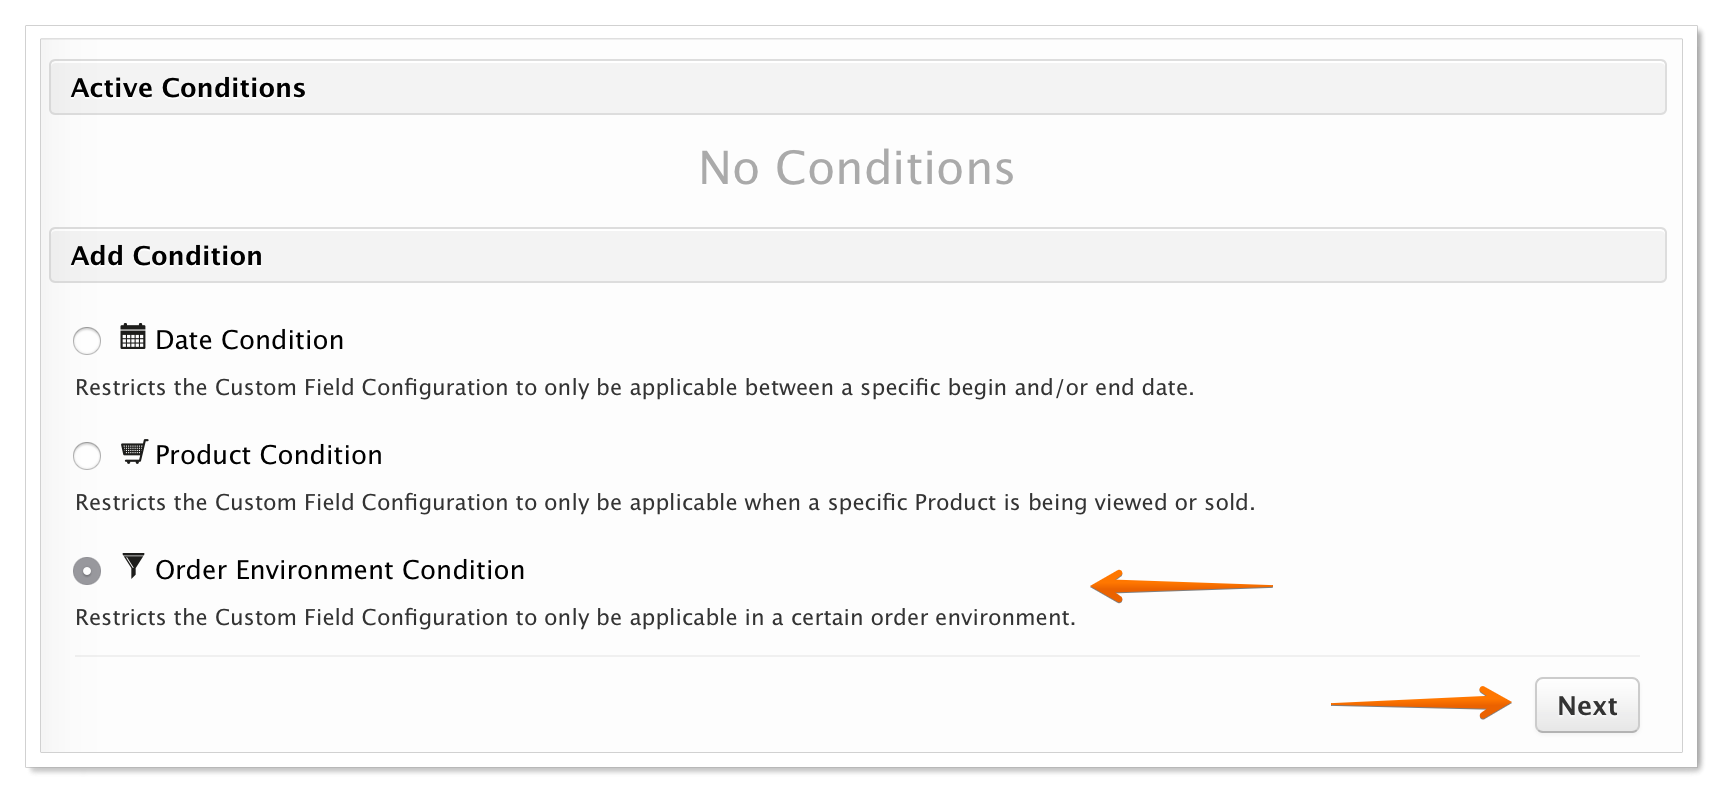 Active Conditions
No Conditions
Add Condition
Date Condition
Restricts the Custom Field Configuration to only be applicable between a specific begin and/or end date.
Product Condition
Restricts the Custom Field Configuration to only be applicable when a specific Product is being viewed or sold.
Order Environment Condition
Restricts the Custom Field Configuration to only be applicable in a certain order environment.
Next